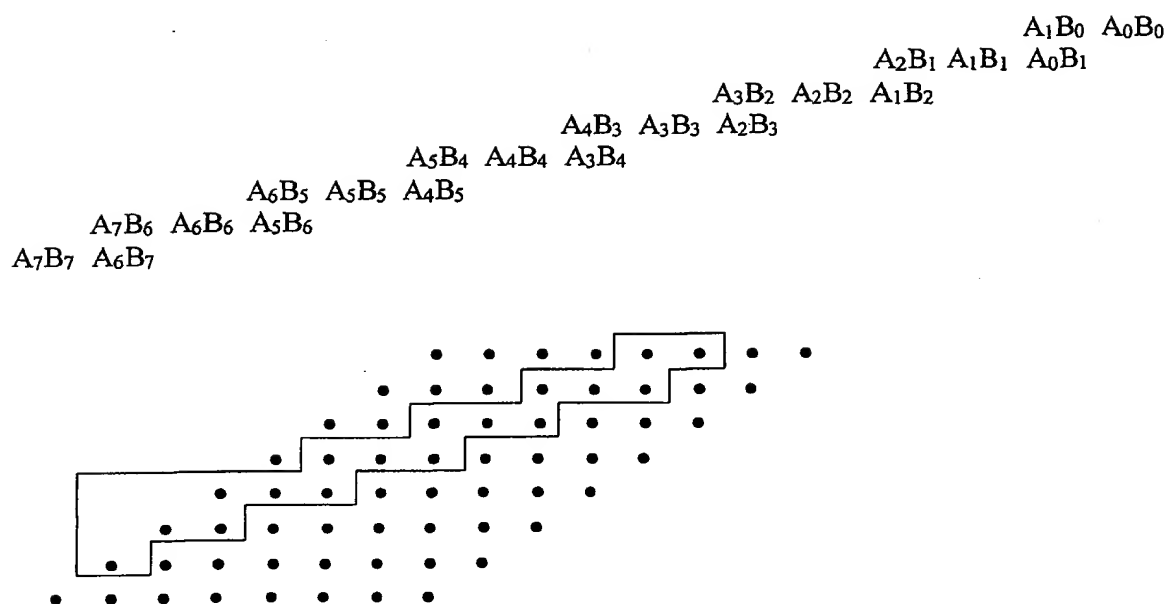 A₁B₀ A₀B₀
A₂B₁ A₁B₁ A₀B₁
A₃B₂ A₂B₂ A₁B₂
A₄B₃ A₃B₃ A₂B₃
A₅B₄ A₄B₄ A₃B₄
A₆B₅ A₅B₅ A₄B₅
A₇B₆ A₆B₆ A₅B₆
A₇B₇ A₆B₇